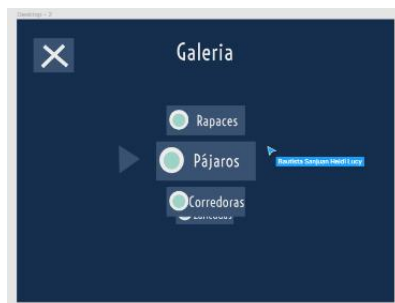 Desktop - 3
Galeria
Rapaces
Pájaros
Bautista Sanjuan Heidi Lucy
Corredoras